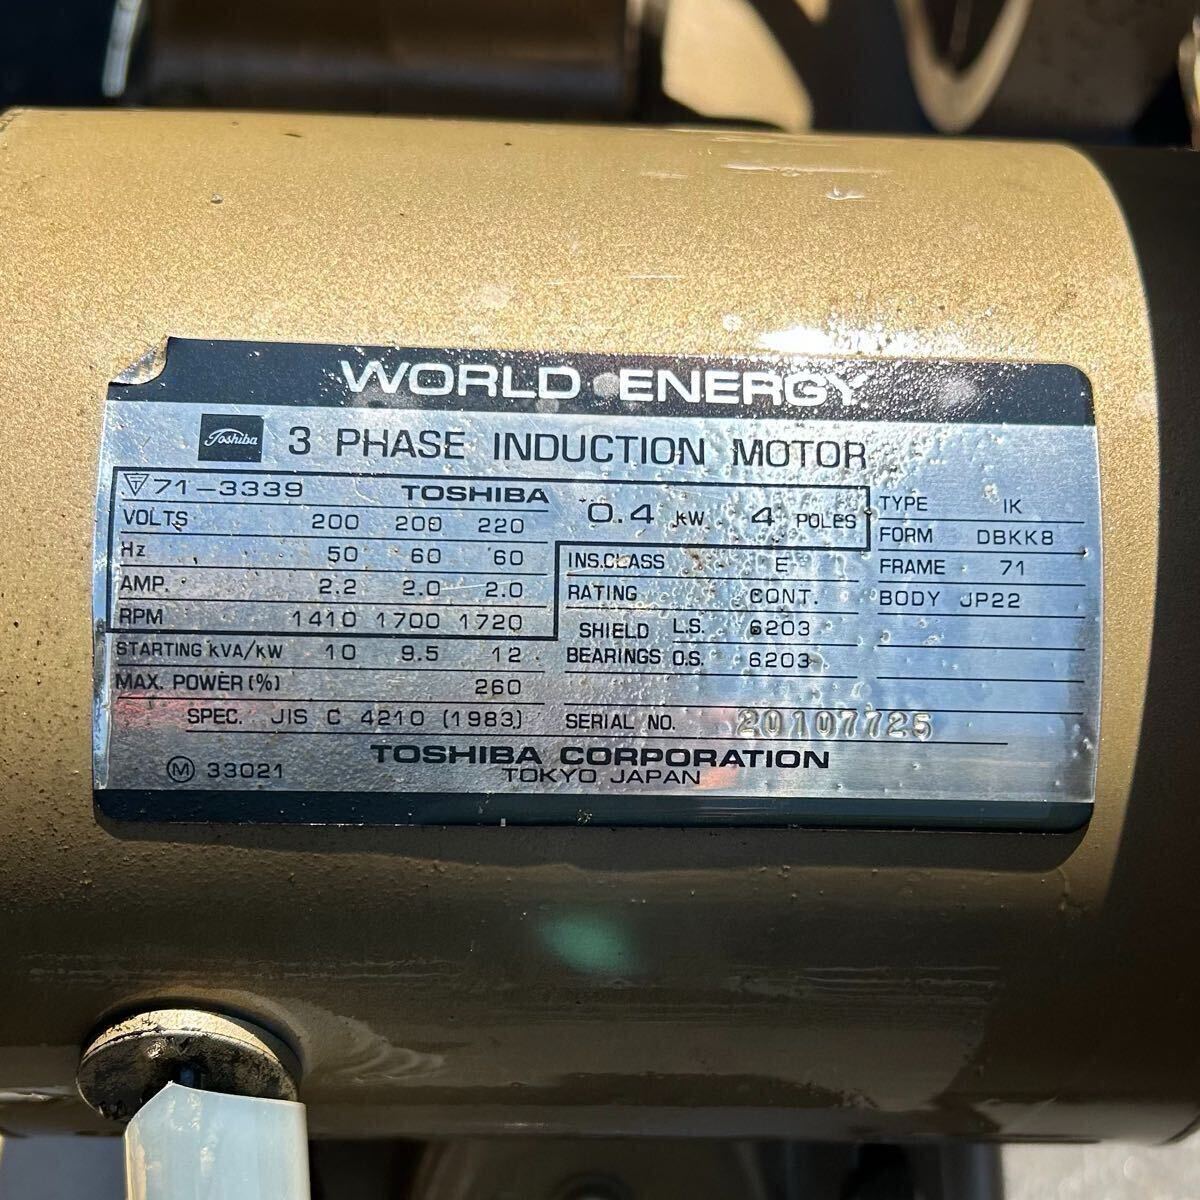 WORLD ENERGY
Toshiba 3 PHASE INDUCTION MOTOR
T 71-3339 TOSHIBA 0.4 kW 4 POLES
VOLTS 200 200 220
Hz 50 60 60
AMP. 2.2 2.0 2.0
RPM 1410 1700 1720
STARTING kVA/kW 10 9.5 12
MAX. POWER (%) 260
SPEC. JIS C 4210 (1983)
INS.CLASS E
RATING CONT.
SHIELD L.S. 6203
BEARINGS O.S. 6203
SERIAL NO. 20107725
TYPE IK
FORM DBKK8
FRAME 71
BODY JP22
TOSHIBA CORPORATION
TOKYO JAPAN
M 33021